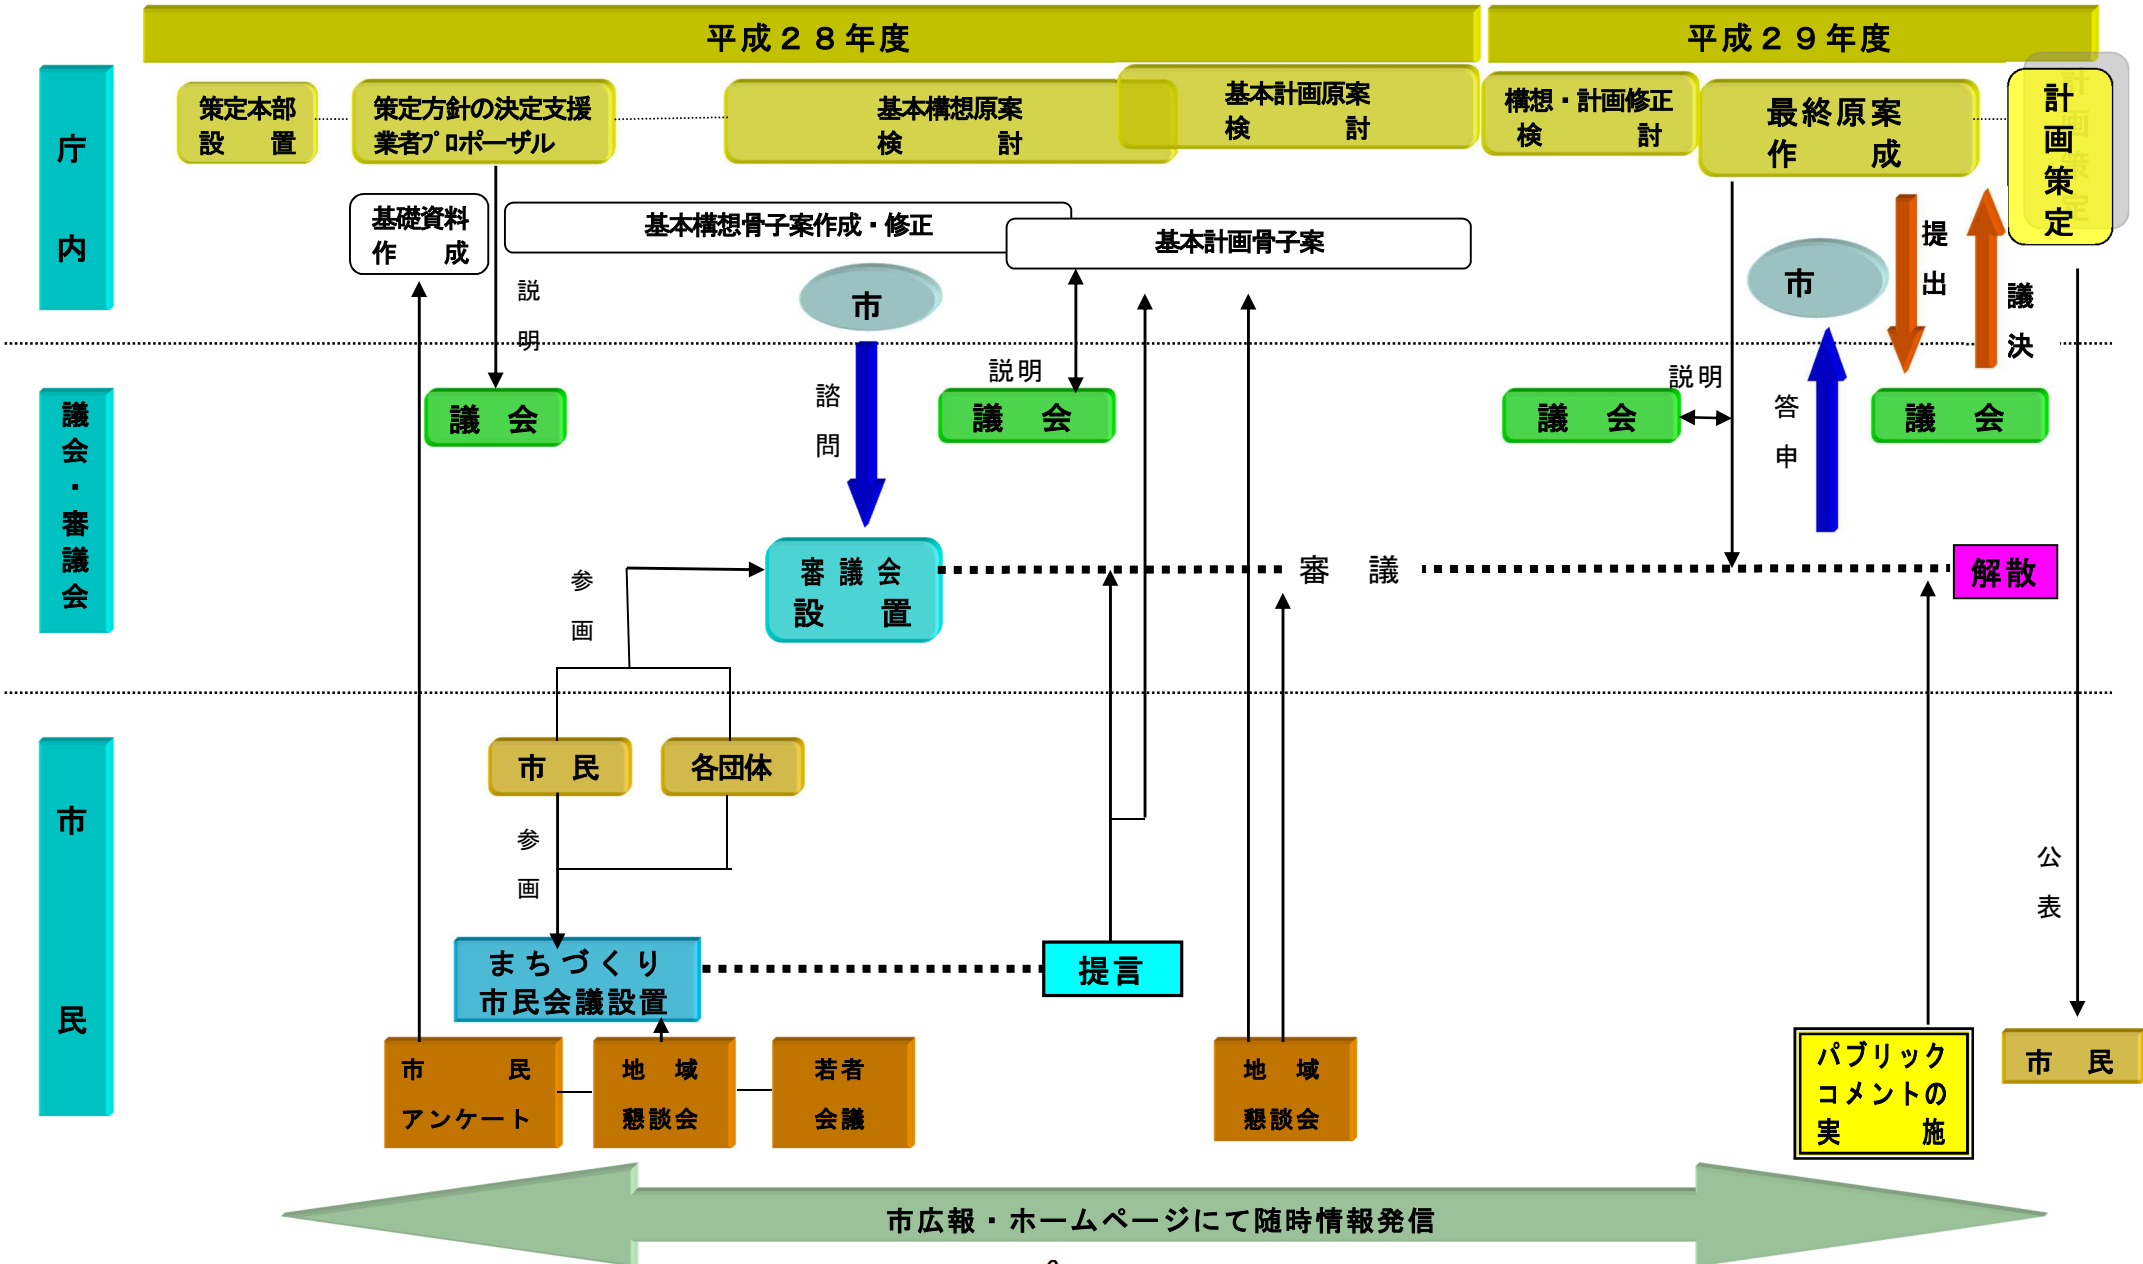 平成２８年度
平成２９年度
庁
内
策定本部
設　　置
策定方針の決定支援
業者プロポーザル
基本構想原案
検　　　　討
基本計画原案
検　　　　討
構想・計画修正
検　　　　討
最終原案
作　　成
計
画
策
定
基礎資料
作　　成
基本構想骨子案作成・修正
基本計画骨子案
説
明
市
市
提
出
議
決
議
会
・
審
議
会
議　会
諮
問
説明
議　会
説明
議　会
答
申
議　会
参
画
審議会
設　　置
審　議
解散
市
民
市　民
各団体
参
画
公
表
まちづくり
市民会議設置
提言
市　　　民
アンケート
地　域
懇談会
若者
会議
地　域
懇談会
パブリック
コメントの
実　　　施
市　民
市広報・ホームページにて随時情報発信